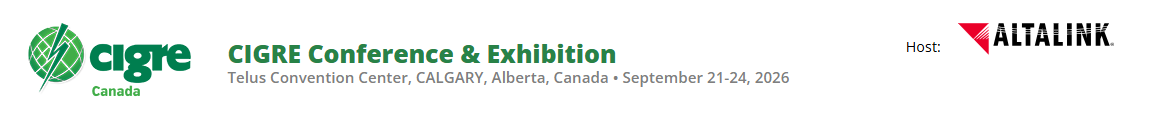 cigre
Canada
CIGRE Conference & Exhibition
Telus Convention Center, CALGARY, Alberta, Canada • September 21-24, 2026
Host:
ALTALINK